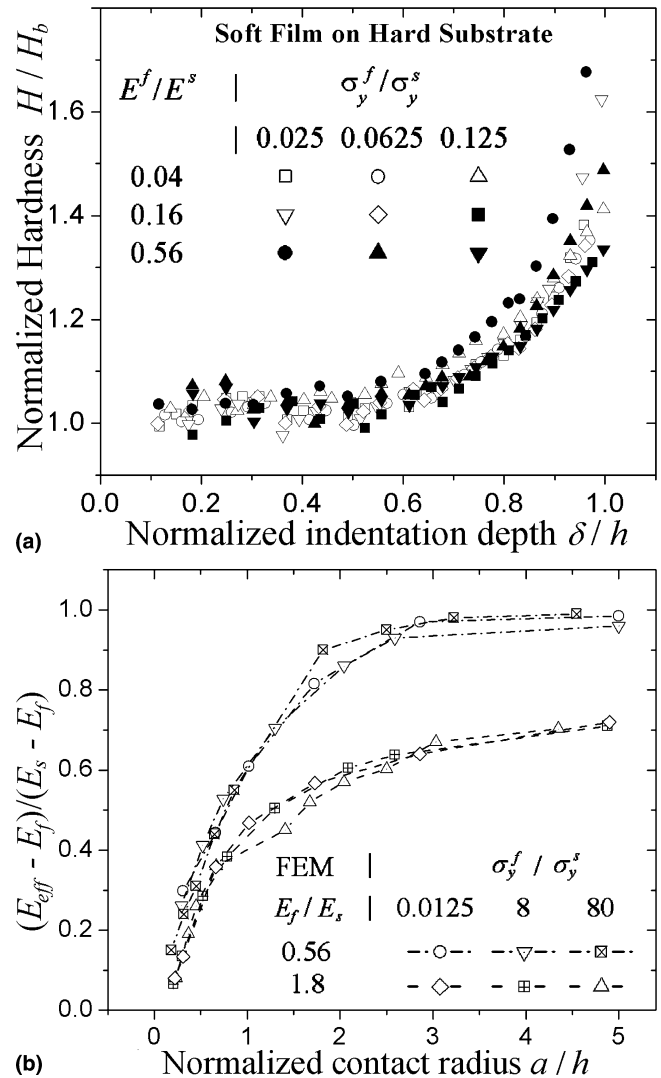 Soft Film on Hard Substrate
E^f/E^s | σ_y^f/σ_y^s
| 0.025 0.0625 0.125
0.04 □ ○ △
0.16 ▽ ◇ ■
0.56 ● ▲ ▼
1.6
1.4
1.2
1.0
Normalized Hardness H / H_b
0.0 0.2 0.4 0.6 0.8 1.0
Normalized indentation depth δ / h
(a)
1.0
0.8
0.6
0.4
0.2
0.0
(E_eff - E_f)/(E_s - E_f)
FEM | σ_y^f / σ_y^s
E_f / E_s | 0.0125 8 80
0.56
1.8
0 1 2 3 4 5
Normalized contact radius a / h
(b)